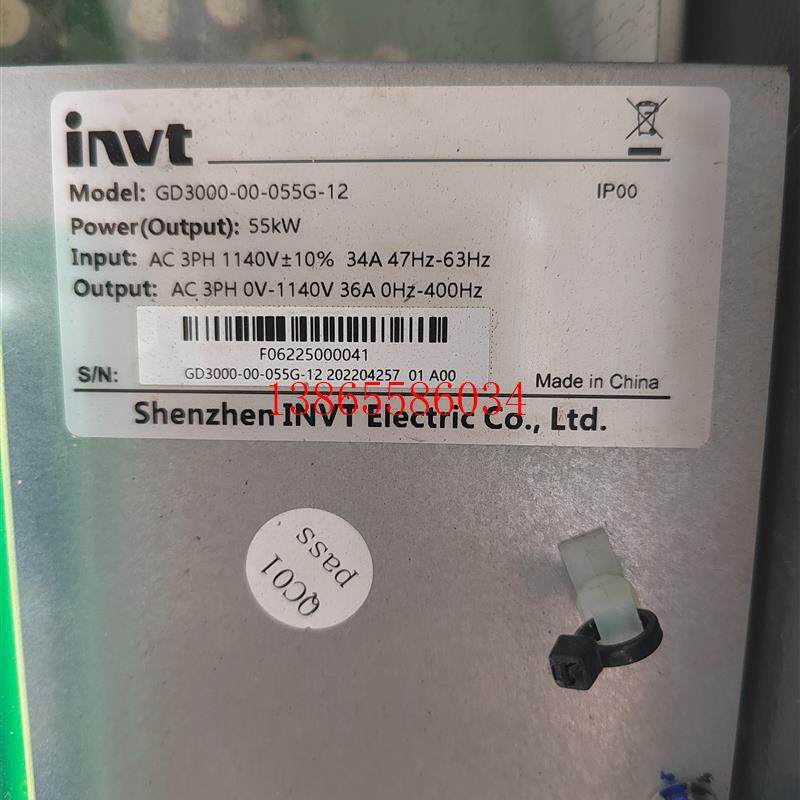 invt
Model: GD3000-00-055G-12 IP00
Power(Output): 55kW
Input: AC 3PH 1140V±10% 34A 47Hz-63Hz
Output: AC 3PH 0V-1140V 36A 0Hz-400Hz
F06225000041
S/N: GD3000-00-055G-12 202204257 01 A00
Made in China
13865586034
Shenzhen INVT Electric Co., Ltd.
QC01
pass